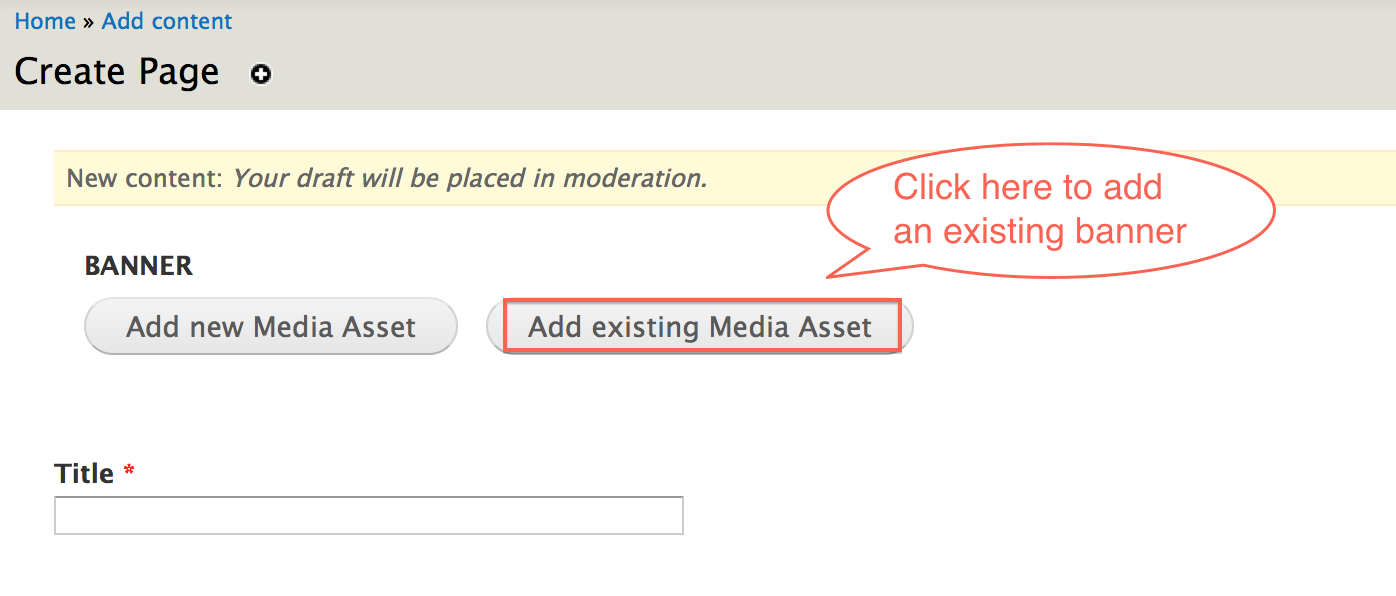 Home » Add content
Create Page
New content: Your draft will be placed in moderation.
Click here to add
an existing banner
BANNER
Add new Media Asset
Add existing Media Asset
Title *